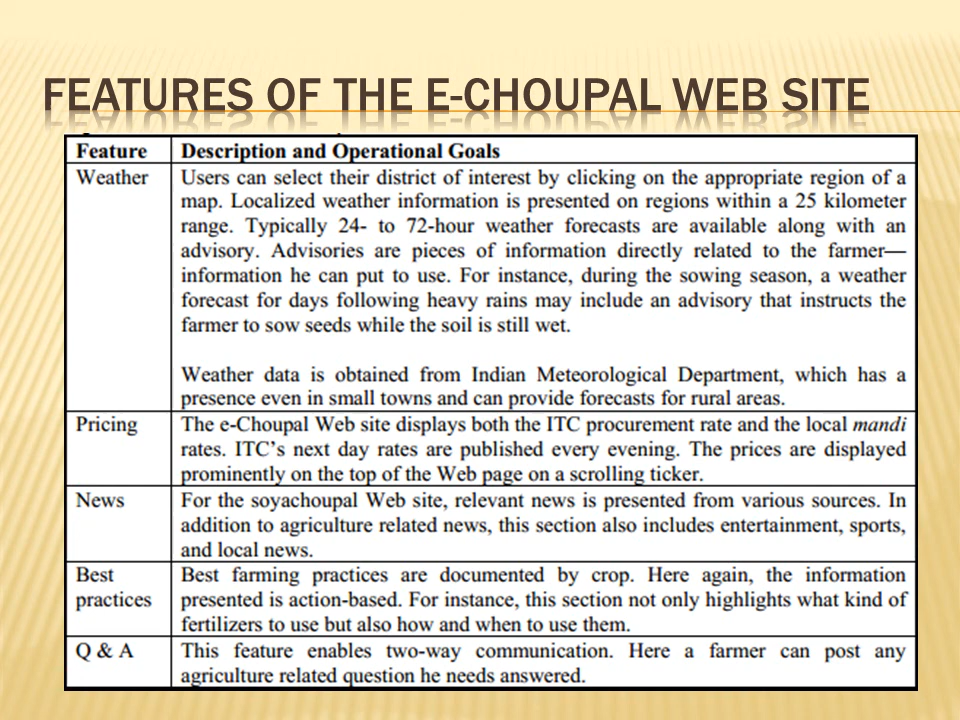 FEATURES OF THE E-CHOUPAL WEB SITE
Feature Description and Operational Goals
Weather Users can select their district of interest by clicking on the appropriate region of a
map. Localized weather information is presented on regions within a 25 kilometer
range. Typically 24- to 72-hour weather forecasts are available along with an
advisory. Advisories are pieces of information directly related to the farmer—
information he can put to use. For instance, during the sowing season, a weather
forecast for days following heavy rains may include an advisory that instructs the
farmer to sow seeds while the soil is still wet.
Weather data is obtained from Indian Meteorological Department, which has a
presence even in small towns and can provide forecasts for rural areas.
Pricing The e-Choupal Web site displays both the ITC procurement rate and the local mandi
rates. ITC's next day rates are published every evening. The prices are displayed
prominently on the top of the Web page on a scrolling ticker.
News For the soyachoupal Web site, relevant news is presented from various sources. In
addition to agriculture related news, this section also includes entertainment, sports,
and local news.
Best Best farming practices are documented by crop. Here again, the information
practices presented is action-based. For instance, this section not only highlights what kind of
fertilizers to use but also how and when to use them.
Q & A This feature enables two-way communication. Here a farmer can post any
agriculture related question he needs answered.